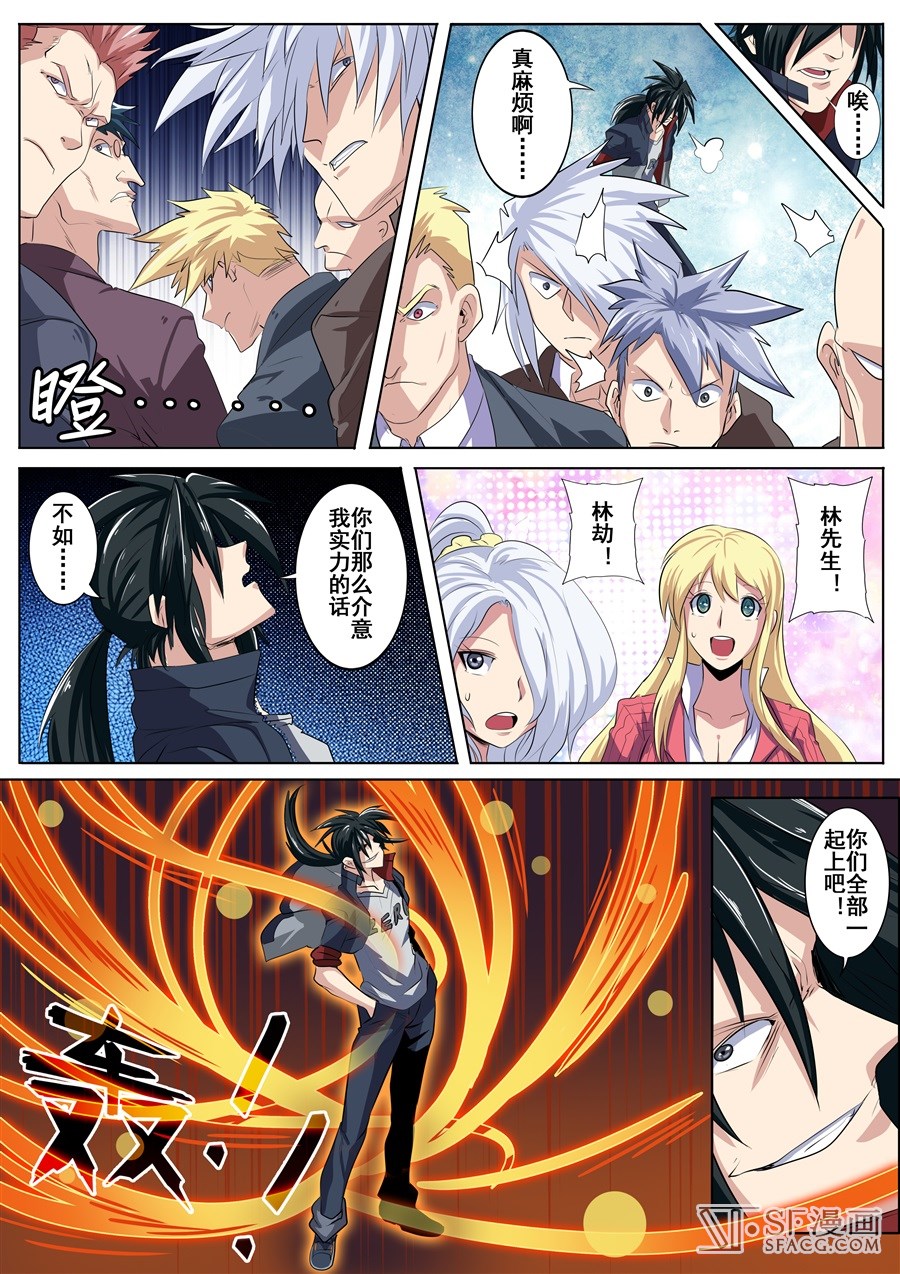 唉……
真麻烦啊……
瞪……
林先生！
林劫！
你们那么介意
我实力的话
不如……
你们全部一
起上吧！
ZERO
轰！！
SF漫画
SFACG.COM